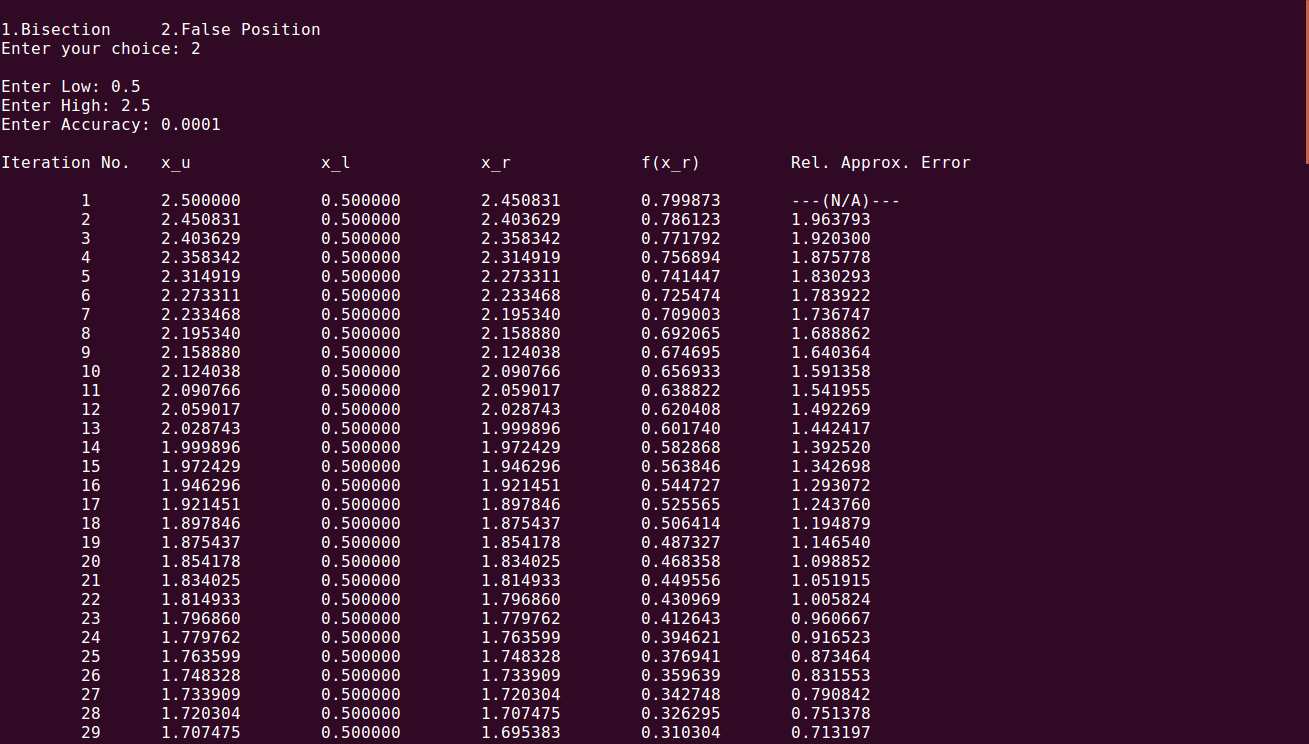 1.Bisection     2.False Position
Enter your choice: 2
Enter Low: 0.5
Enter High: 2.5
Enter Accuracy: 0.0001
Iteration No.   x_u             x_l             x_r             f(x_r)         Rel. Approx. Error
1       2.500000        0.500000        2.450831        0.799873       ---(N/A)---
2       2.450831        0.500000        2.403629        0.786123       1.963793
3       2.403629        0.500000        2.358342        0.771792       1.920300
4       2.358342        0.500000        2.314919        0.756894       1.875778
5       2.314919        0.500000        2.273311        0.741447       1.830293
6       2.273311        0.500000        2.233468        0.725474       1.783922
7       2.233468        0.500000        2.195340        0.709003       1.736747
8       2.195340        0.500000        2.158880        0.692065       1.688862
9       2.158880        0.500000        2.124038        0.674695       1.640364
10      2.124038        0.500000        2.090766        0.656933       1.591358
11      2.090766        0.500000        2.059017        0.638822       1.541955
12      2.059017        0.500000        2.028743        0.620408       1.492269
13      2.028743        0.500000        1.999896        0.601740       1.442417
14      1.999896        0.500000        1.972429        0.582868       1.392520
15      1.972429        0.500000        1.946296        0.563846       1.342698
16      1.946296        0.500000        1.921451        0.544727       1.293072
17      1.921451        0.500000        1.897846        0.525565       1.243760
18      1.897846        0.500000        1.875437        0.506414       1.194879
19      1.875437        0.500000        1.854178        0.487327       1.146540
20      1.854178        0.500000        1.834025        0.468358       1.098852
21      1.834025        0.500000        1.814933        0.449556       1.051915
22      1.814933        0.500000        1.796860        0.430969       1.005824
23      1.796860        0.500000        1.779762        0.412643       0.960667
24      1.779762        0.500000        1.763599        0.394621       0.916523
25      1.763599        0.500000        1.748328        0.376941       0.873464
26      1.748328        0.500000        1.733909        0.359639       0.831553
27      1.733909        0.500000        1.720304        0.342748       0.790842
28      1.720304        0.500000        1.707475        0.326295       0.751378
29      1.707475        0.500000        1.695383        0.310304       0.713197